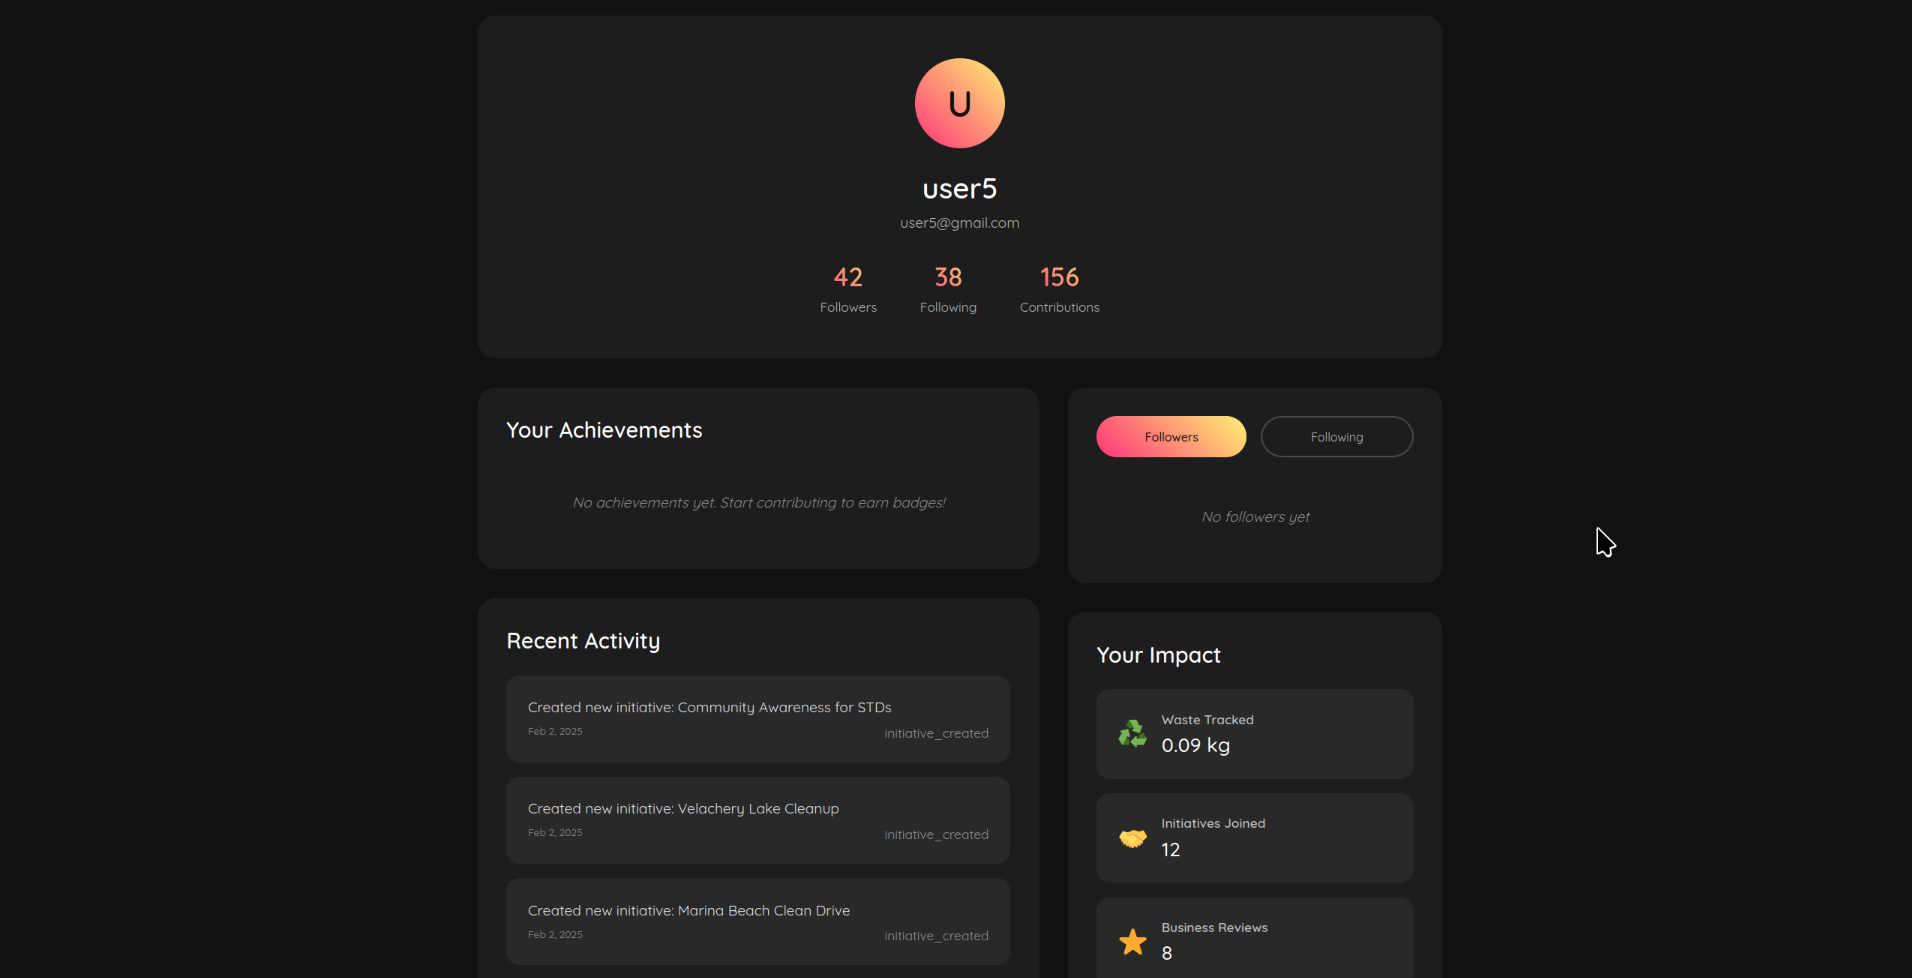 U
user5
user5@gmail.com
42 38 156
Followers Following Contributions
Your Achievements
No achievements yet. Start contributing to earn badges!
Followers Following
No followers yet
Recent Activity
Created new initiative: Community Awareness for STDs
Feb 2, 2025 initiative_created
Created new initiative: Velachery Lake Cleanup
Feb 2, 2025 initiative_created
Created new initiative: Marina Beach Clean Drive
Feb 2, 2025 initiative_created
Your Impact
Waste Tracked
0.09 kg
Initiatives Joined
12
Business Reviews
8